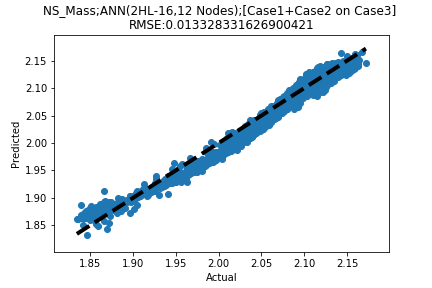 NS_Mass;ANN(2HL-16,12 Nodes);[Case1+Case2 on Case3]
RMSE:0.013328331626900421
2.15
2.10
2.05
2.00
1.95
1.90
1.85
Predicted
1.85 1.90 1.95 2.00 2.05 2.10 2.15
Actual